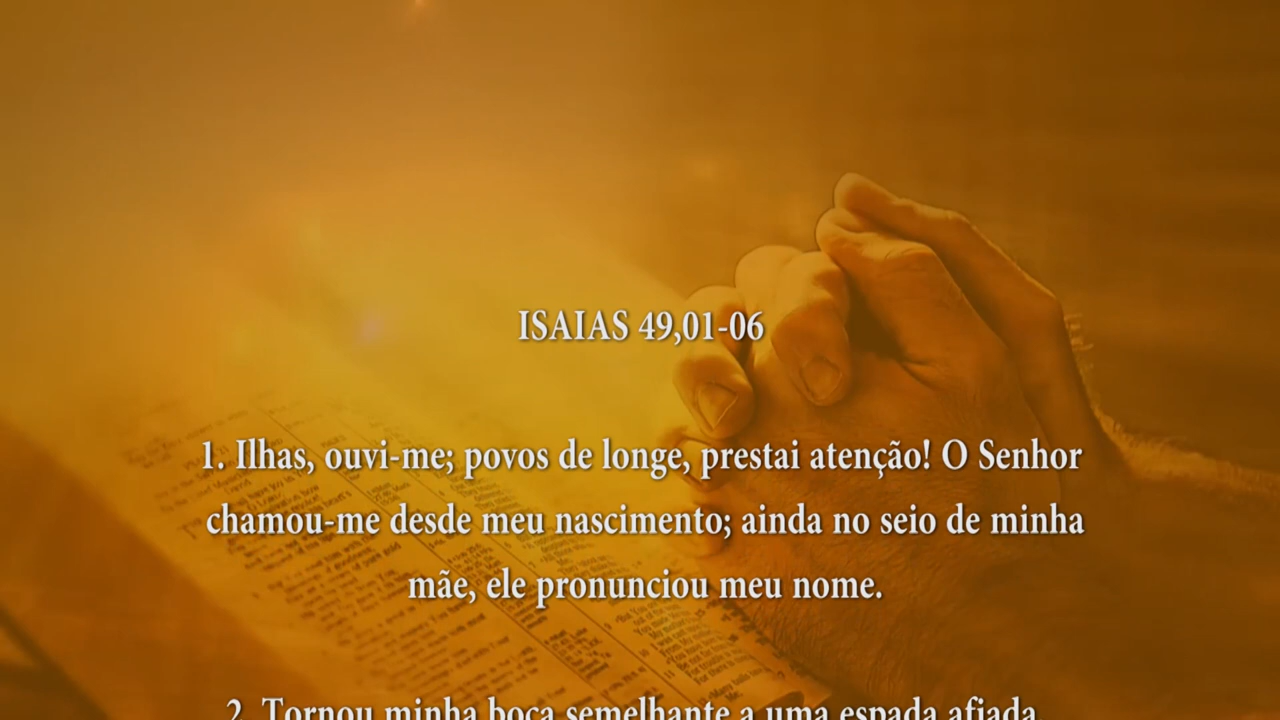 ISAIAS 49,01-06
1. Ilhas, ouvi-me; povos de longe, prestai atenção! O Senhor
chamou-me desde meu nascimento; ainda no seio de minha
mãe, ele pronunciou meu nome.
2. Tornou minha boca semelhante a uma espada afiada,